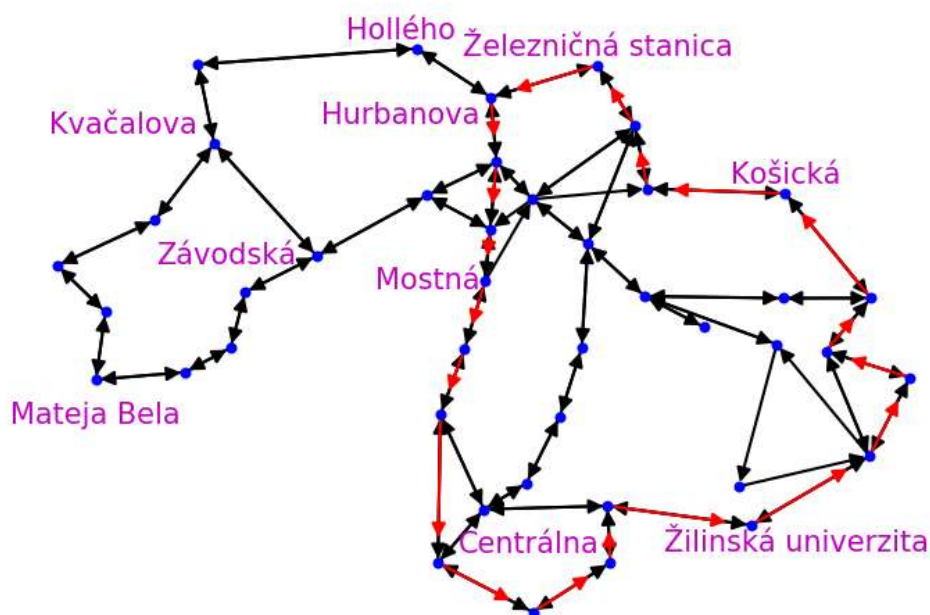 Hollého
Železničná stanica
Hurbanova
Kvačalova
Košická
Závodská
Mostná
Mateja Bela
Centrálna
Žilinská univerzita